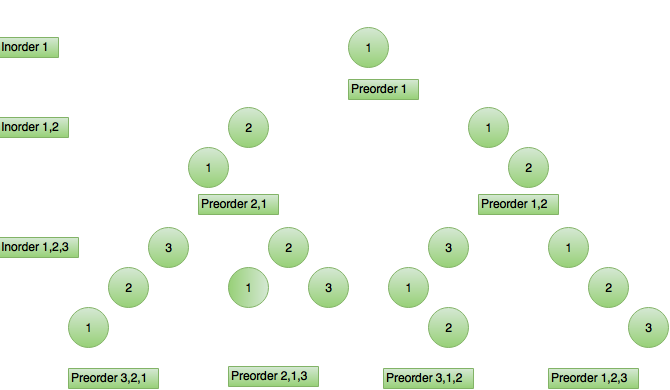 Inorder 1
1
Preorder 1
Inorder 1,2
2
1
1
2
Preorder 2,1
Preorder 1,2
Inorder 1,2,3
3
2
3
1
2
1
3
1
2
1
2
3
Preorder 3,2,1
Preorder 2,1,3
Preorder 3,1,2
Preorder 1,2,3